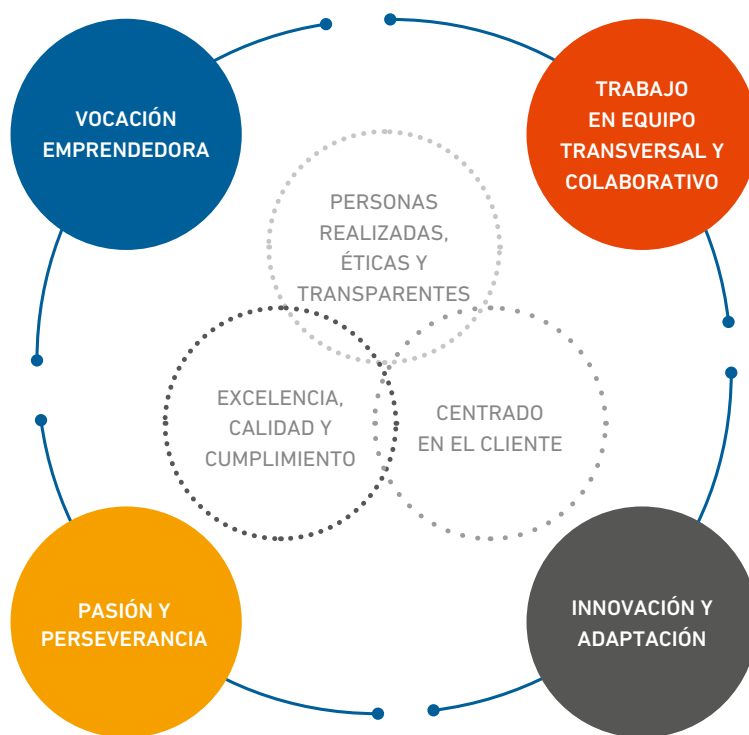 VOCACIÓN
EMPRENDEDORA
TRABAJO
EN EQUIPO
TRANSVERSAL Y
COLABORATIVO
PERSONAS
REALIZADAS,
ÉTICAS Y
TRANSPARENTES
EXCELENCIA,
CALIDAD Y
CUMPLIMIENTO
CENTRADO
EN EL CLIENTE
PASIÓN Y
PERSEVERANCIA
INNOVACIÓN Y
ADAPTACIÓN